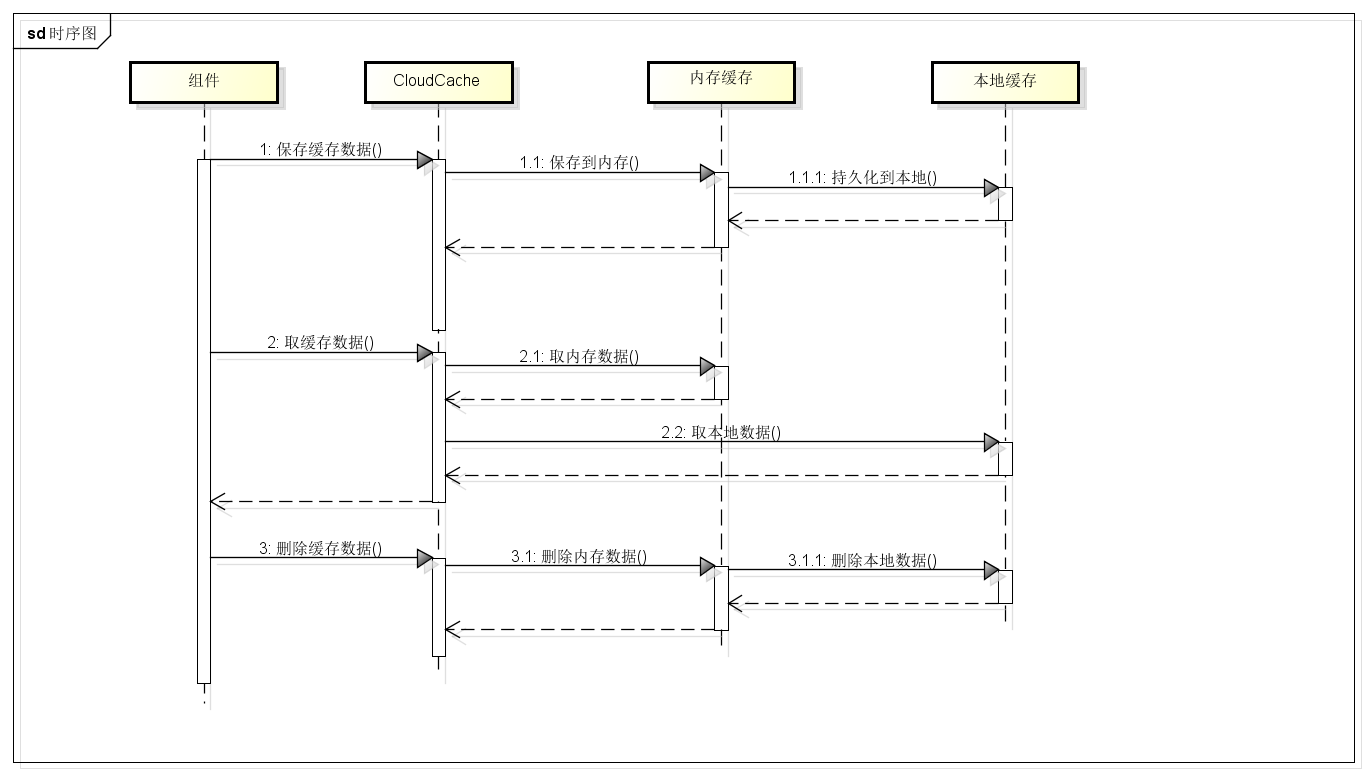 sd 时序图
组件
CloudCache
内存缓存
本地缓存
1: 保存缓存数据()
1.1: 保存到内存()
1.1.1: 持久化到本地()
2: 取缓存数据()
2.1: 取内存数据()
2.2: 取本地数据()
3: 删除缓存数据()
3.1: 删除内存数据()
3.1.1: 删除本地数据()